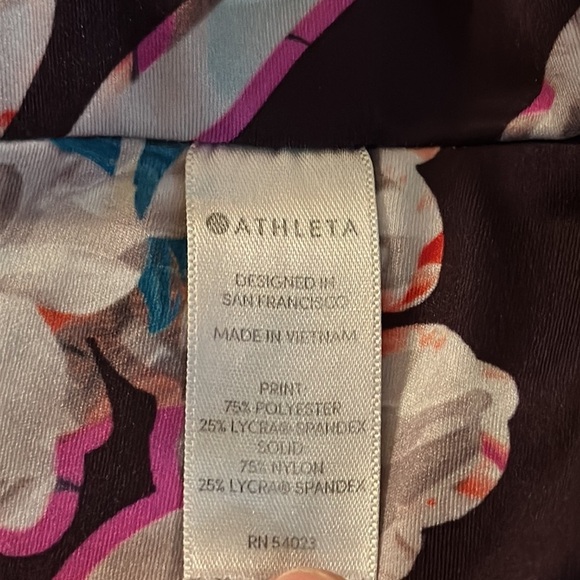 ATHLETA
DESIGNED IN
SAN FRANCISCO
MADE IN VIETNAM
PRINT
75% POLYESTER
25% LYCRA® SPANDEX
SOLID
75% NYLON
25% LYCRA® SPANDEX
RN 54023